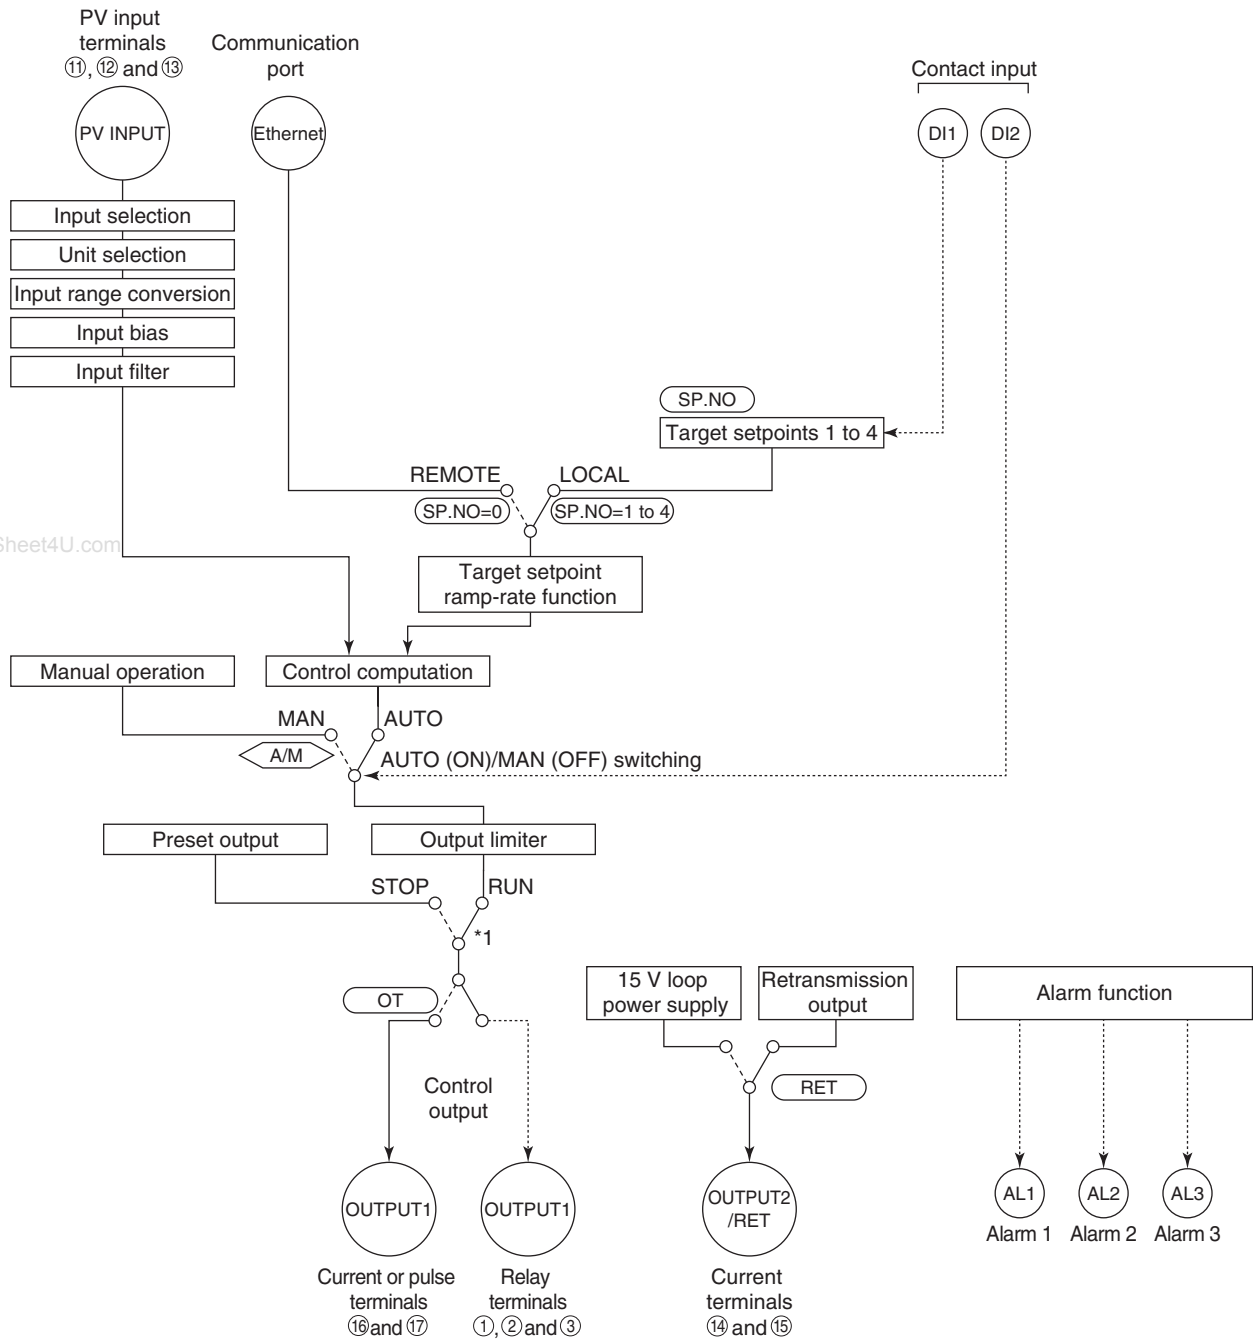 PV input
terminals
⑪, ⑫ and ⑬
Communication
port
Contact input
PV INPUT
Ethernet
DI1
DI2
Input selection
Unit selection
Input range conversion
Input bias
Input filter
SP.NO
Target setpoints 1 to 4
REMOTE
LOCAL
SP.NO=0
SP.NO=1 to 4
Sheet4U.com
Target setpoint
ramp-rate function
Manual operation
Control computation
MAN
AUTO
A/M
AUTO (ON)/MAN (OFF) switching
Preset output
Output limiter
STOP
RUN
*1
OT
15 V loop
power supply
Retransmission
output
Alarm function
RET
Control
output
OUTPUT1
OUTPUT1
OUTPUT2
/RET
AL1
AL2
AL3
Alarm 1
Alarm 2
Alarm 3
Current or pulse
terminals
⑯and ⑰
Relay
terminals
①, ② and ③
Current
terminals
⑭ and ⑮